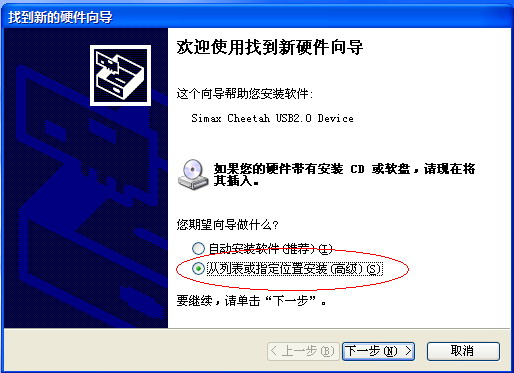 找到新的硬件向导
欢迎使用找到新硬件向导
这个向导帮助您安装软件:
Simax Cheetah USB2.0 Device
如果您的硬件带有安装 CD 或软盘，请现在将
其插入。
您期望向导做什么?
自动安装软件(推荐)(I)
从列表或指定位置安装(高级)(S)
要继续，请单击“下一步”。
< 上一步(B)
下一步(N) >
取消